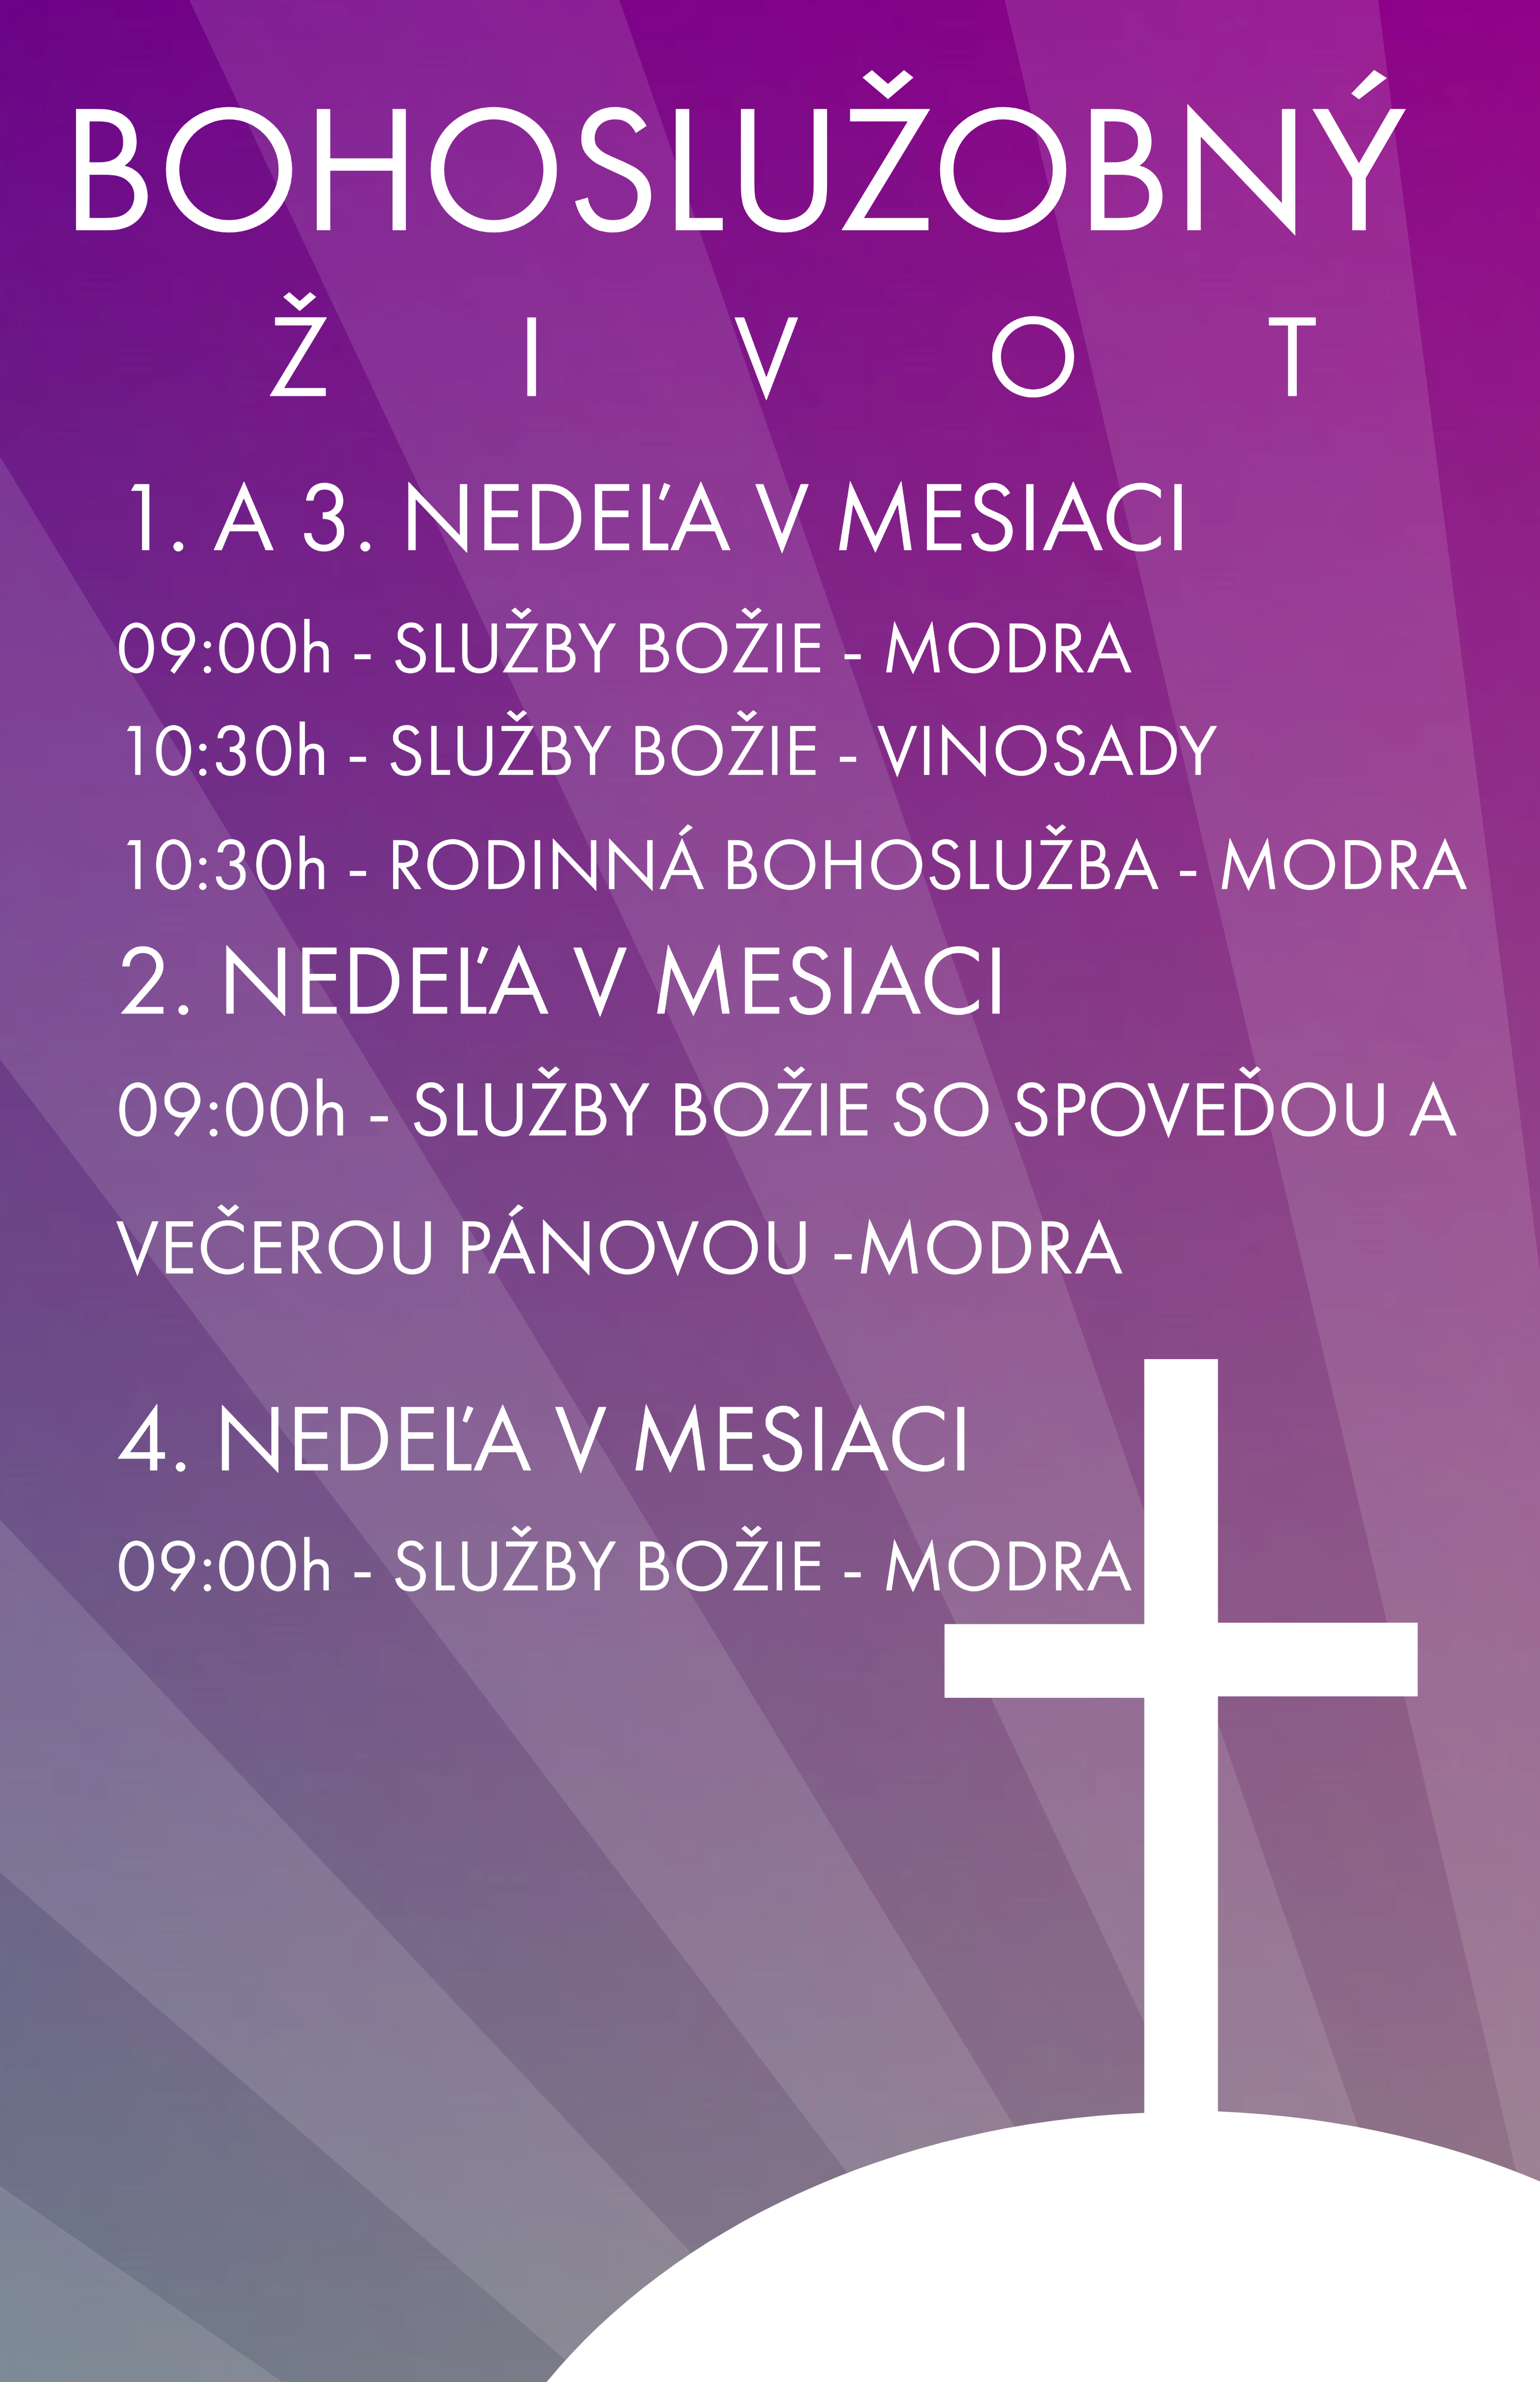 BOHOSLUŽOBNÝ
ŽIVOT
1. A 3. NEDEĽA V MESIACI
09:00h - SLUŽBY BOŽIE - MODRA
10:30h - SLUŽBY BOŽIE - VINOSADY
10:30h - RODINNÁ BOHOSLUŽBA - MODRA
2. NEDEĽA V MESIACI
09:00h - SLUŽBY BOŽIE SO SPOVEĎOU A
VEČEROU PÁNOVOU -MODRA
4. NEDEĽA V MESIACI
09:00h - SLUŽBY BOŽIE - MODRA